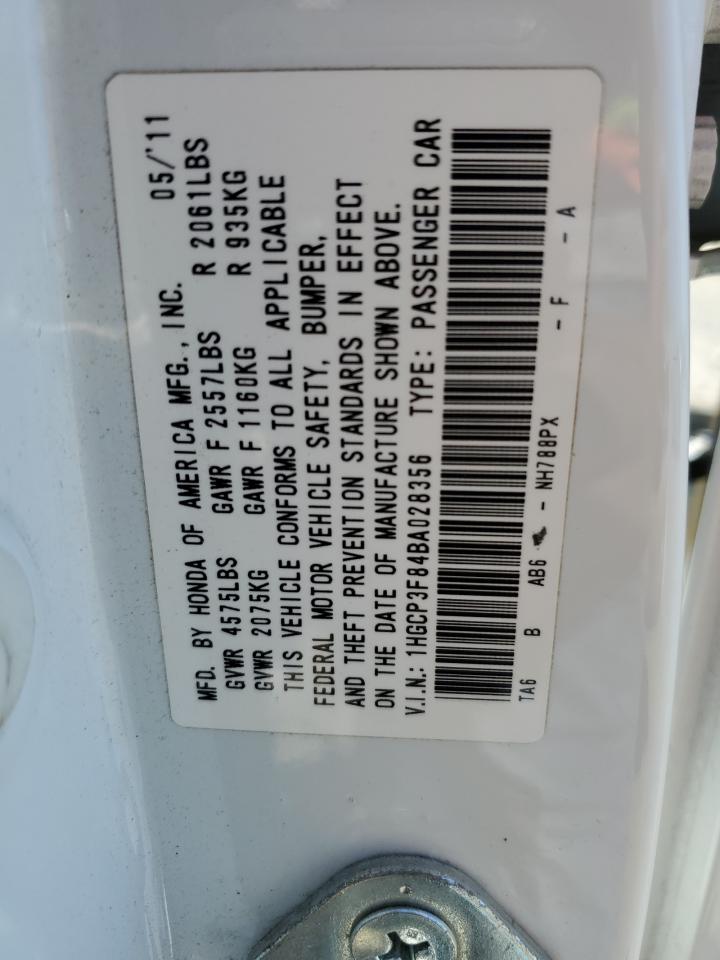 MFD. BY HONDA OF AMERICA MFG., INC. 05/'11
GVWR 4575LBS GAWR F 2557LBS R 2061LBS
GVWR 2075KG GAWR F 1160KG R 935KG
THIS VEHICLE CONFORMS TO ALL APPLICABLE
FEDERAL MOTOR VEHICLE SAFETY, BUMPER,
AND THEFT PREVENTION STANDARDS IN EFFECT
ON THE DATE OF MANUFACTURE SHOWN ABOVE.
V.I.N.: 1HGCP3F84BA028356 TYPE: PASSENGER CAR
TA6 B AB6 - NH788PX - F - A